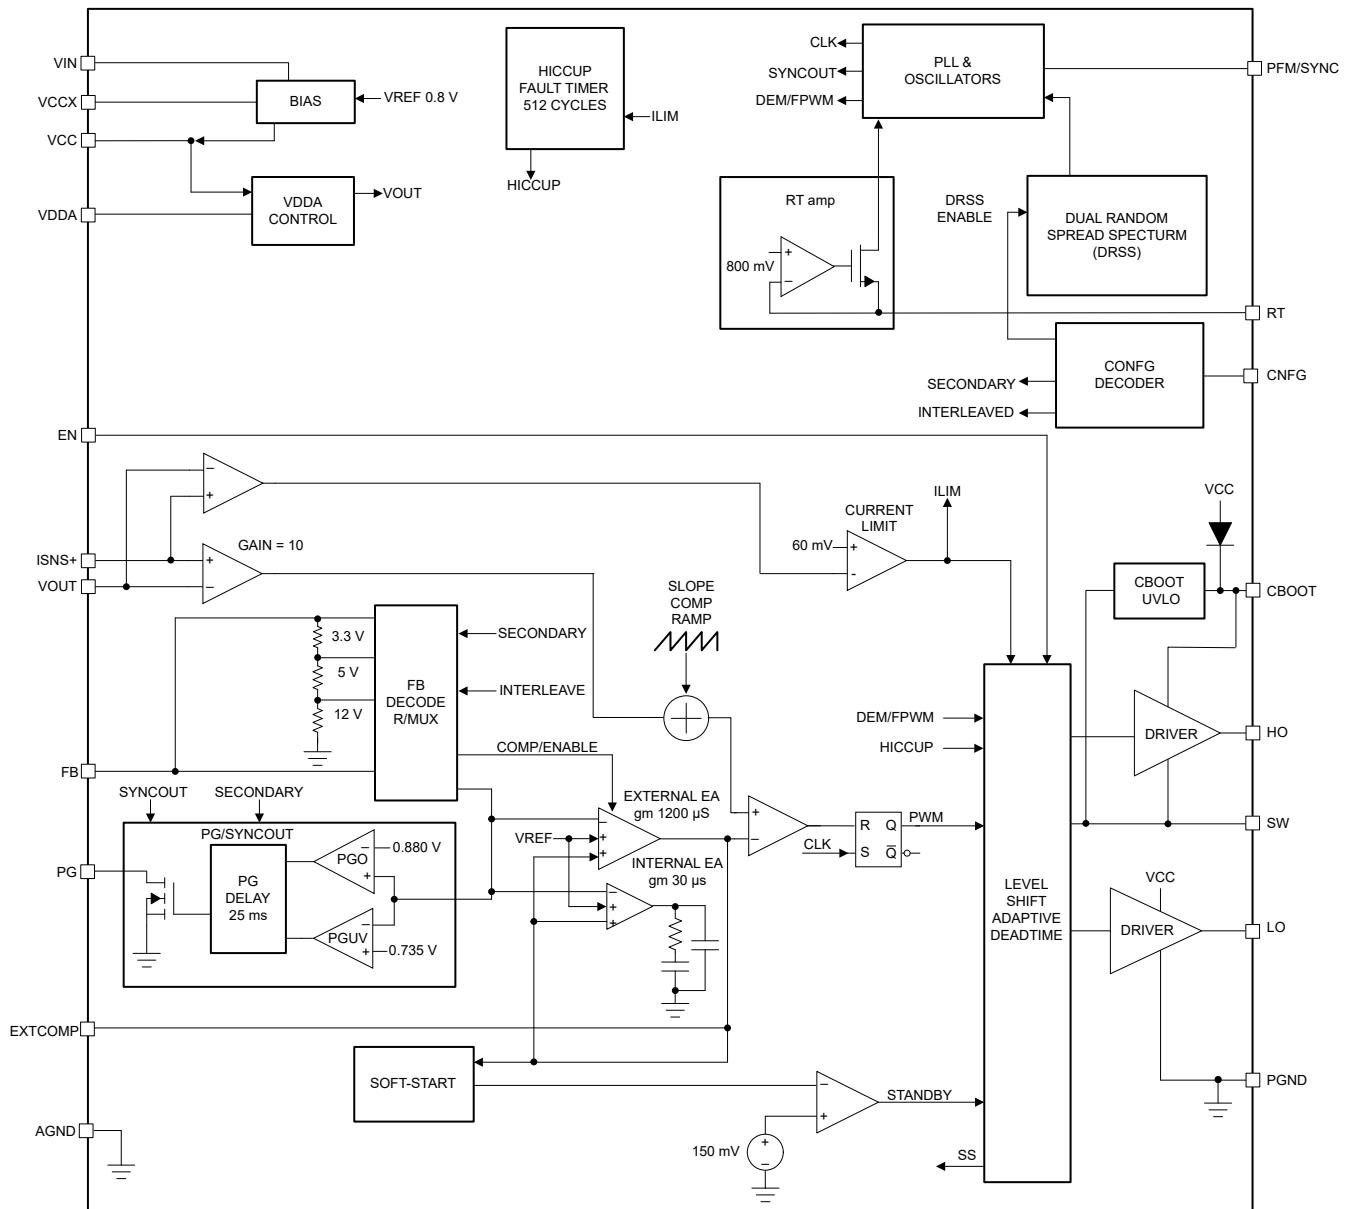 VIN
VCCX
VCC
VDDA
BIAS
VREF 0.8 V
VDDA
CONTROL
VOUT
HICCUP
FAULT TIMER
512 CYCLES
ILIM
HICCUP
CLK
SYNCOUT
DEM/FPWM
PLL &
OSCILLATORS
PFM/SYNC
RT amp
+
800 mV
–
DRSS
ENABLE
DUAL RANDOM
SPREAD SPECTURM
(DRSS)
RT
CONFG
DECODER
CNFG
SECONDARY
INTERLEAVED
EN
–
+
ISNS+
VOUT
+
–
GAIN = 10
CURRENT
LIMIT
60 mV
+
-
ILIM
VCC
CBOOT
UVLO
CBOOT
SLOPE
COMP
RAMP
3.3 V
5 V
12 V
FB
DECODE
R/MUX
SECONDARY
INTERLEAVE
COMP/ENABLE
FB
SYNCOUT
SECONDARY
PG/SYNCOUT
PG
PG
DELAY
25 ms
–
PGO
+
0.880 V
–
PGUV
+
0.735 V
EXTERNAL EA
gm 1200 µS
VREF
–
+
+
INTERNAL EA
gm 30 µs
–
+
+
+
–
R
Q
S
Q
CLK
PWM
DEM/FPWM
HICCUP
LEVEL
SHIFT
ADAPTIVE
DEADTIME
DRIVER
HO
SW
VCC
DRIVER
LO
PGND
EXTCOMP
SOFT-START
–
+
STANDBY
150 mV
+
–
SS
AGND